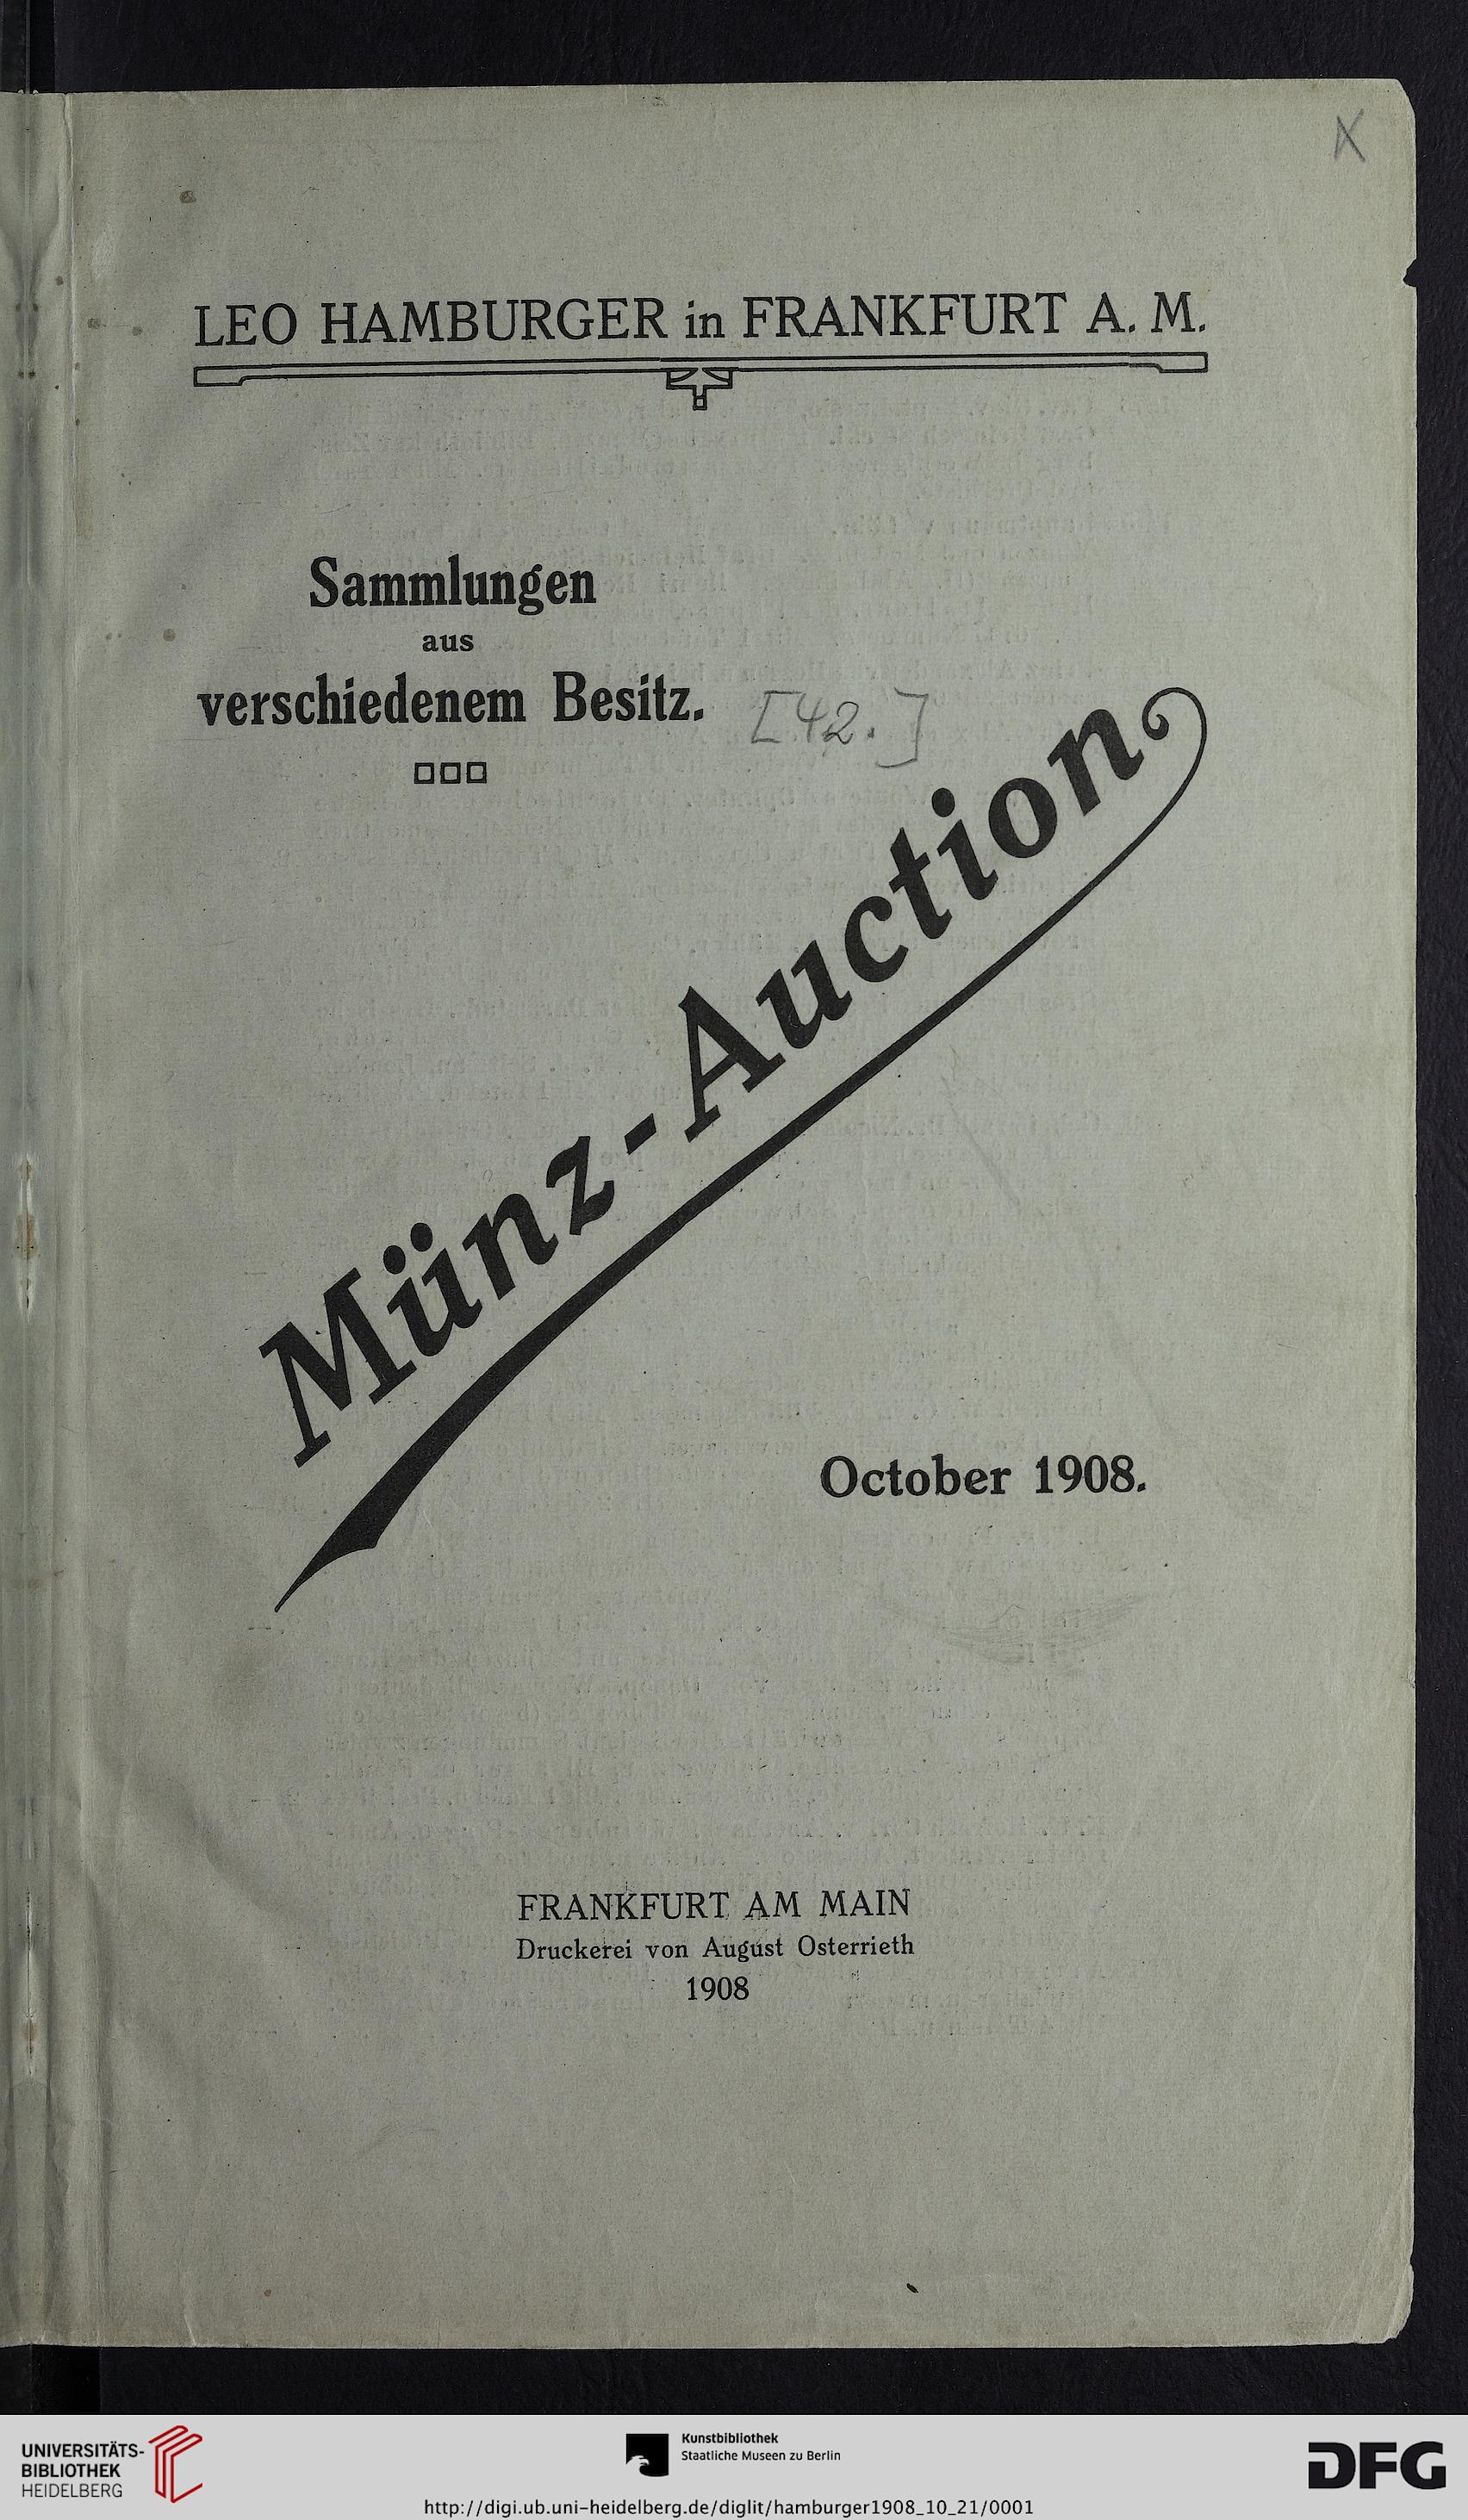 LEO HAMBURGER in FRANKFURT A. M.
Sammlungen
aus
verschiedenem Besitz.
[42.]
Münz-Auction
October 1908.
FRANKFURT AM MAIN
Druckerei von August Osterrieth
1908
UNIVERSITÄTS-
BIBLIOTHEK
HEIDELBERG
Kunstbibliothek
Staatliche Museen zu Berlin
DFG
http://digi.ub.uni-heidelberg.de/diglit/hamburger1908_10_21/0001